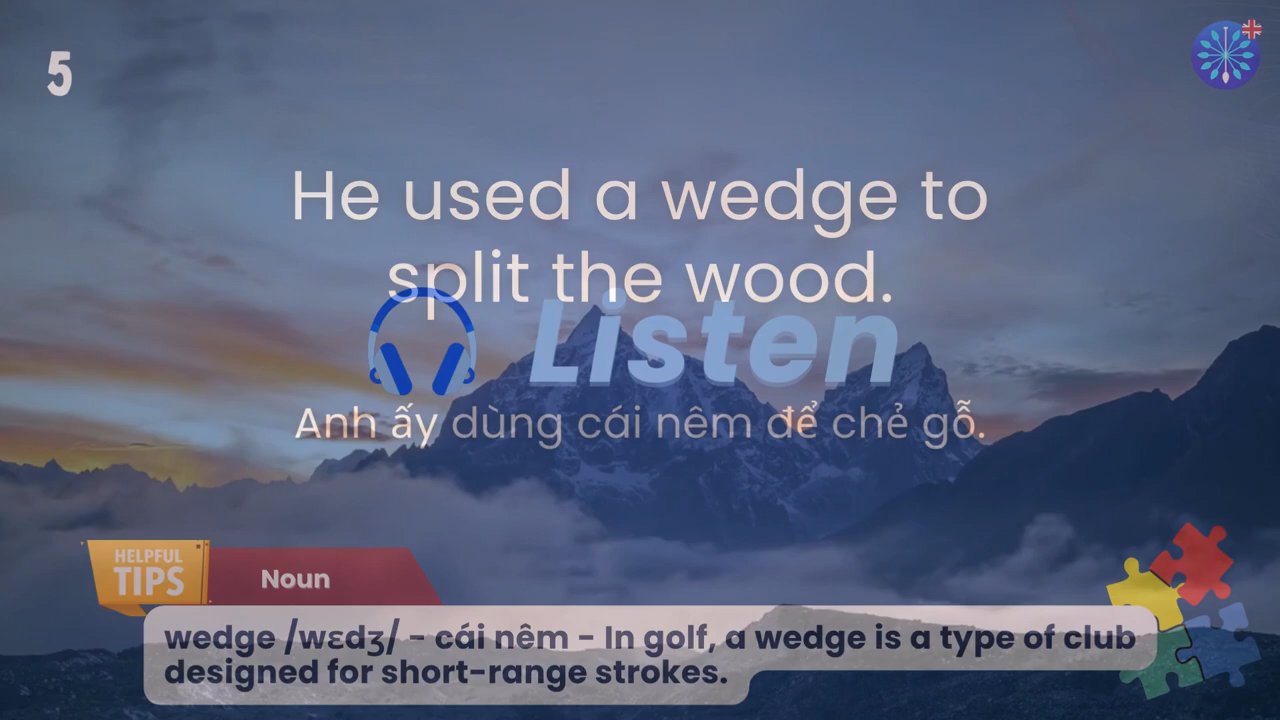 5
He used a wedge to
split the wood.
Listen
Anh ấy dùng cái nêm để chẻ gỗ.
HELPFUL
TIPS
Noun
wedge /wɛdʒ/ - cái nêm - In golf, a wedge is a type of club
designed for short-range strokes.